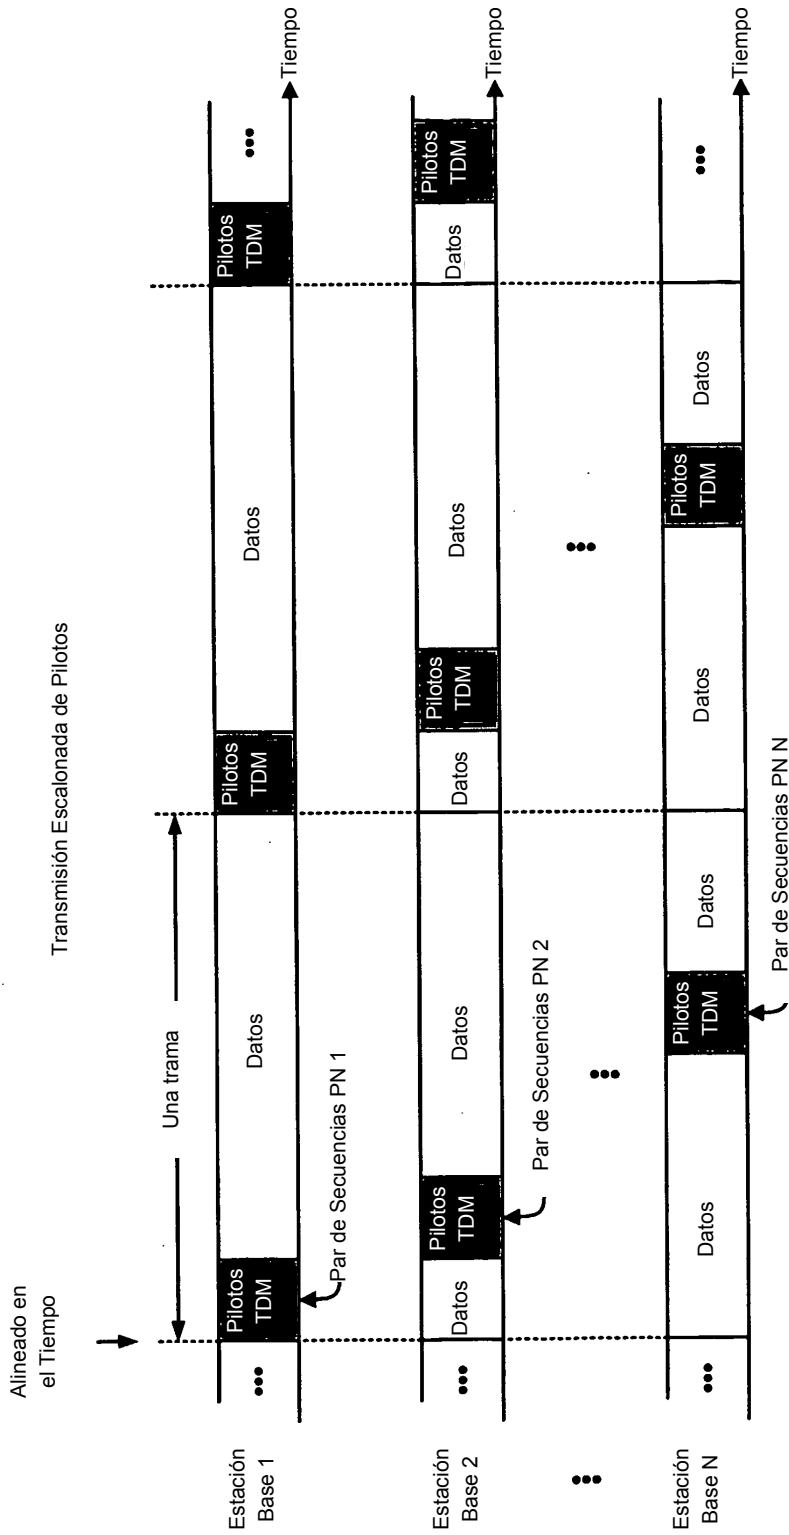 Transmisión Escalonada de Pilotos
Alineado en
el Tiempo
Una trama
Estación
Base 1
•••
Pilotos
TDM
Datos
Pilotos
TDM
Datos
Pilotos
TDM
•••
Tiempo
Par de Secuencias PN 1
Estación
Base 2
•••
Datos
Pilotos
TDM
Datos
Datos
Pilotos
TDM
Datos
Datos
Pilotos
TDM
Tiempo
Par de Secuencias PN 2
•••
•••
•••
Estación
Base N
•••
Datos
Pilotos
TDM
Datos
Datos
Pilotos
TDM
Datos
•••
Tiempo
Par de Secuencias PN N